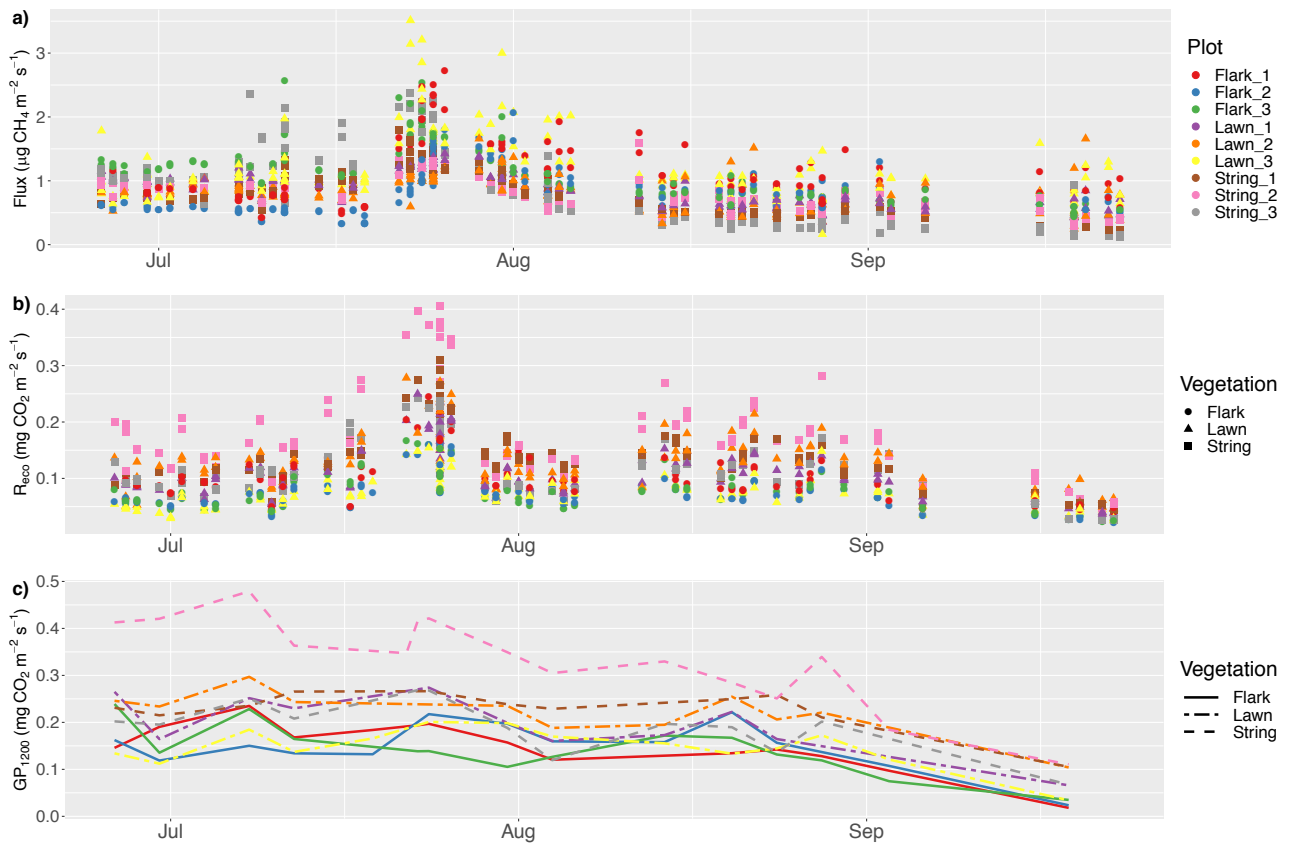 a)
Flux (μg CH₄ m⁻² s⁻¹)
3
2
1
0
Jul
Aug
Sep
Plot
Flark_1
Flark_2
Flark_3
Lawn_1
Lawn_2
Lawn_3
String_1
String_2
String_3
b)
R_eco (mg CO₂ m⁻² s⁻¹)
0.4
0.3
0.2
0.1
Jul
Aug
Sep
Vegetation
Flark
Lawn
String
c)
GP₁₂₀₀ (mg CO₂ m⁻² s⁻¹)
0.5
0.4
0.3
0.2
0.1
0.0
Jul
Aug
Sep
Vegetation
Flark
Lawn
String